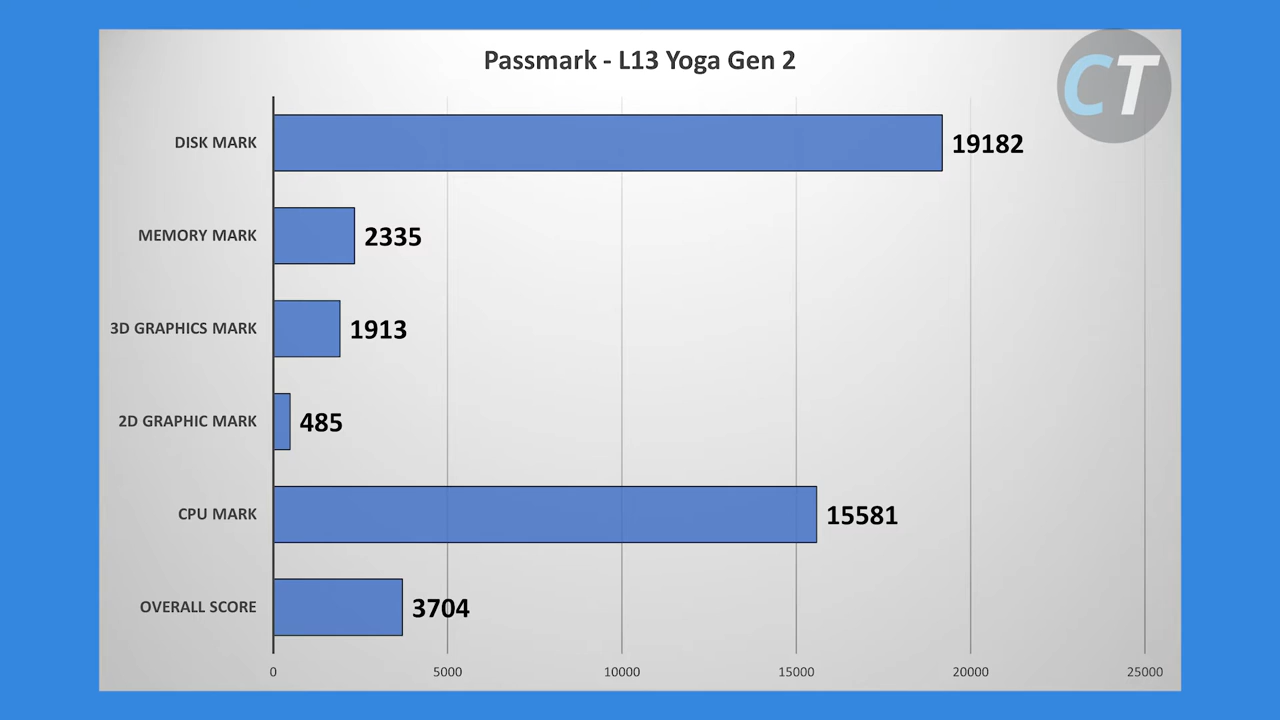 Passmark - L13 Yoga Gen 2
CT
DISK MARK 19182
MEMORY MARK 2335
3D GRAPHICS MARK 1913
2D GRAPHIC MARK 485
CPU MARK 15581
OVERALL SCORE 3704
0 5000 10000 15000 20000 25000